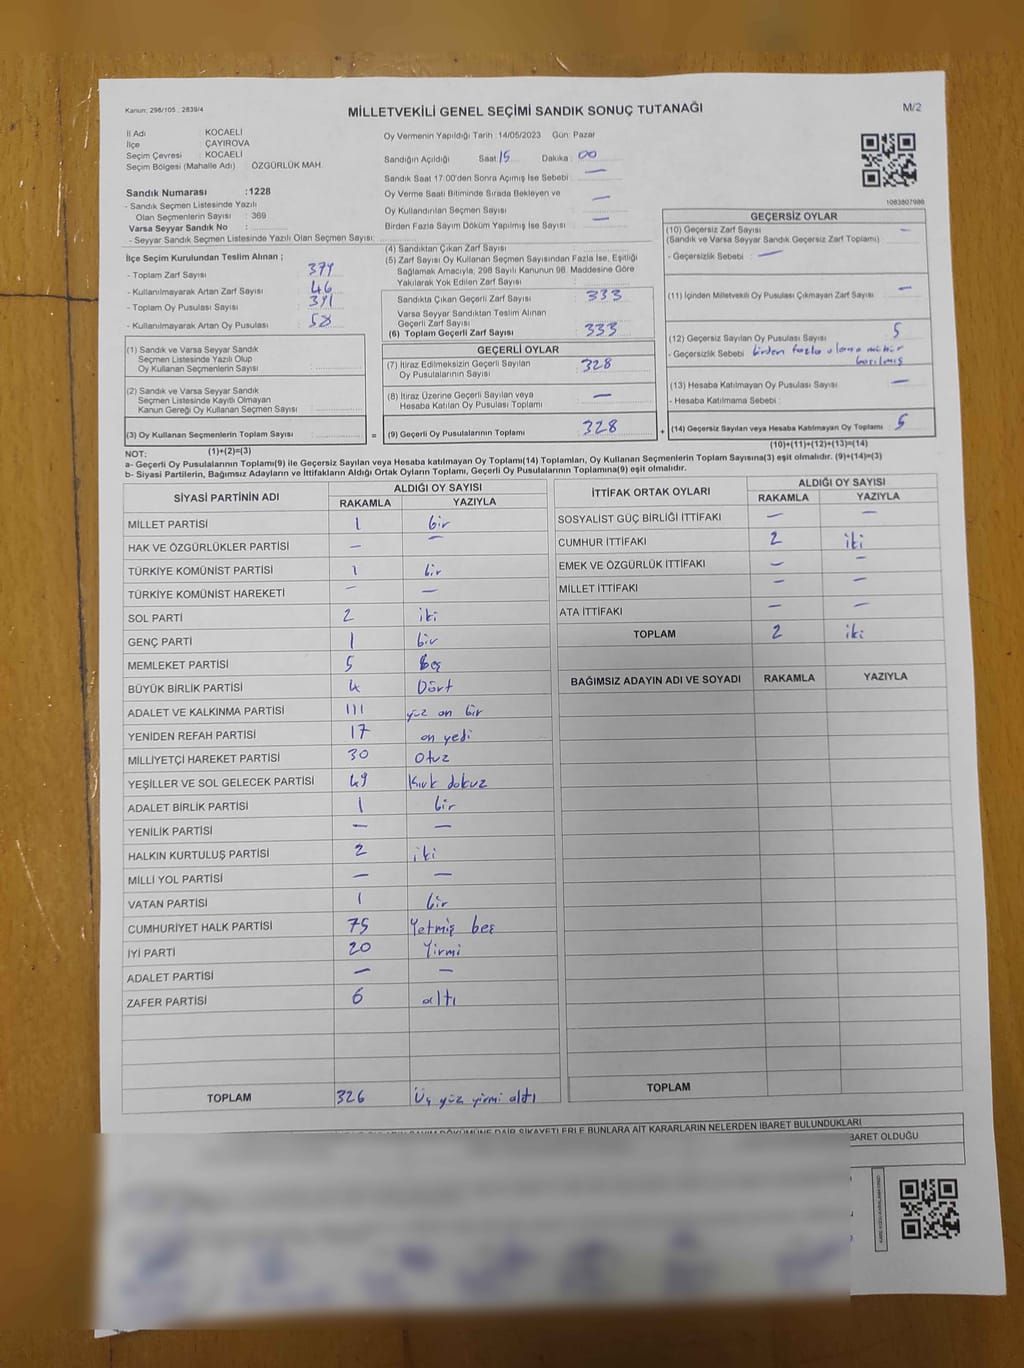 Kanun: 298/105 , 2839/4
MİLLETVEKİLİ GENEL SEÇİMİ SANDIK SONUÇ TUTANAĞI
M/2
İl Adı KOCAELİ
İlçe ÇAYIROVA
Seçim Çevresi : KOCAELİ
Seçim Bölgesi (Mahalle Adı) : ÖZGÜRLÜK MAH.
Sandık Numarası :1228
- Sandık Seçmen Listesinde Yazılı
Olan Seçmenlerin Sayısı : 369
Varsa Seyyar Sandık No :
- Seyyar Sandık Seçmen Listesinde Yazılı Olan Seçmen Sayısı:
Oy Vermenin Yapıldığı Tarih :14/05/2023 Gün: Pazar
Sandığın Açıldığı Saat 15 Dakika : 00
Sandık Saat 17:00'den Sonra Açımış İse Sebebi : —
Oy Verme Saati Bitiminde Sırada Bekleyen ve
Oy Kullandırılan Seçmen Sayısı : —
Birden Fazla Sayım Döküm Yapılmış İse Sayısı : —
1083807986
İlçe Seçim Kurulundan Teslim Alınan ;
- Toplam Zarf Sayısı : 379
- Kullanılmayarak Artan Zarf Sayısı : 46
- Toplam Oy Pusulası Sayısı : 391
- Kullanılmayarak Artan Oy Pusulası : 58
(1) Sandık ve Varsa Seyyar Sandık
Seçmen Listesinde Yazılı Olup
Oy Kullanan Seçmenlerin Sayısı :
(2) Sandık ve Varsa Seyyar Sandık
Seçmen Listesinde Kayıtlı Olmayan
Kanun Gereği Oy Kullanan Seçmen Sayısı :
(3) Oy Kullanan Seçmenlerin Toplam Sayısı :
(1)+(2)=(3)
(4) Sandıktan Çıkan Zarf Sayısı :
(5) Zarf Sayısı Oy Kullanan Seçmen Sayısından Fazla İse, Eşitliği
Sağlamak Amacıyla, 298 Sayılı Kanunun 98. Maddesine Göre
Yakılarak Yok Edilen Zarf Sayısı :
Sandıkta Çıkan Geçerli Zarf Sayısı : 333
Varsa Seyyar Sandıktan Teslim Alınan
Geçerli Zarf Sayısı :
(6) Toplam Geçerli Zarf Sayısı : 333
GEÇERLİ OYLAR
(7) İtiraz Edilmeksizin Geçerli Sayılan
Oy Pusulalarının Sayısı : 328
(8) İtiraz Üzerine Geçerli Sayılan veya
Hesaba Katılan Oy Pusulası Toplamı : —
= (9) Geçerli Oy Pusulalarının Toplamı : 328
GEÇERSİZ OYLAR
(10) Geçersiz Zarf Sayısı : —
(Sandık ve Varsa Seyyar Sandık Geçersiz Zarf Toplamı)
- Geçersizlik Sebebi : —
(11) İçinden Milletvekili Oy Pusulası Çıkmayan Zarf Sayısı : —
(12) Geçersiz Sayılan Oy Pusulası Sayısı : 5
- Geçersizlik Sebebi : birden fazla alana mühür
basılmış
(13) Hesaba Katılmayan Oy Pusulası Sayısı : —
- Hesaba Katılmama Sebebi :
+ (14) Geçersiz Sayılan veya Hesaba Katılmayan Oy Toplamı : 5
(10)+(11)+(12)+(13)=(14)
NOT:
a- Geçerli Oy Pusulalarının Toplamı(9) ile Geçersiz Sayılan veya Hesaba katılmayan Oy Toplam(14) Toplamları, Oy Kullanan Seçmenlerin Toplam Sayısına(3) eşit olmalıdır. (9)+(14)=(3)
b- Siyasi Partilerin, Bağımsız Adayların ve İttifakların Aldığı Ortak Oyların Toplamı, Geçerli Oy Pusulalarının Toplamına(9) eşit olmalıdır.
SİYASİ PARTİNİN ADI ALDIĞI OY SAYISI
RAKAMLA YAZIYLA
MİLLET PARTİSİ 1 bir
HAK VE ÖZGÜRLÜKLER PARTİSİ — —
TÜRKİYE KOMÜNİST PARTİSİ 1 bir
TÜRKİYE KOMÜNİST HAREKETİ — —
SOL PARTİ 2 iki
GENÇ PARTİ 1 bir
MEMLEKET PARTİSİ 5 Beş
BÜYÜK BİRLİK PARTİSİ 4 Dört
ADALET VE KALKINMA PARTİSİ 111 yüz on bir
YENİDEN REFAH PARTİSİ 17 on yedi
MİLLİYETÇİ HAREKET PARTİSİ 30 Otuz
YEŞİLLER VE SOL GELECEK PARTİSİ 49 Kırk dokuz
ADALET BİRLİK PARTİSİ 1 bir
YENİLİK PARTİSİ — —
HALKIN KURTULUŞ PARTİSİ 2 iki
MİLLİ YOL PARTİSİ — —
VATAN PARTİSİ 1 bir
CUMHURİYET HALK PARTİSİ 75 Yetmiş beş
İYİ PARTİ 20 Yirmi
ADALET PARTİSİ — —
ZAFER PARTİSİ 6 altı
TOPLAM 326 Üç yüz yirmi altı
İTTİFAK ORTAK OYLARI ALDIĞI OY SAYISI
RAKAMLA YAZIYLA
SOSYALİST GÜÇ BİRLİĞİ İTTİFAKI — —
CUMHUR İTTİFAKI 2 iki
EMEK VE ÖZGÜRLÜK İTTİFAKI — —
MİLLET İTTİFAKI — —
ATA İTTİFAKI — —
TOPLAM 2 iki
BAĞIMSIZ ADAYIN ADI VE SOYADI RAKAMLA YAZIYLA
TOPLAM
DÖKÜMÜNE DAİR ŞİKAYETLERLE BUNLARA AİT KARARLARIN NELERDEN İBARET BULUNDUKLARI
BARET OLDUĞU